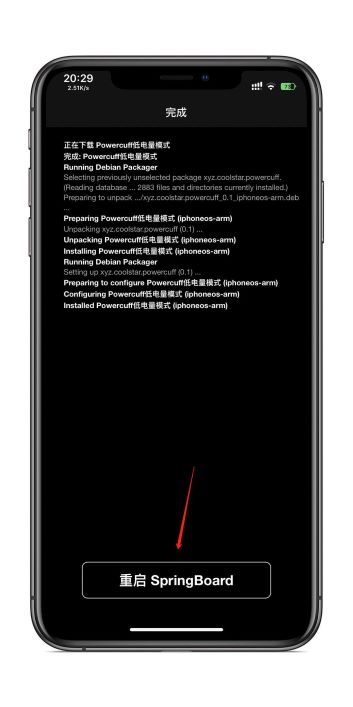 20:29
2.51K/s
完成
正在下载 Powercuff低电量模式
完成: Powercuff低电量模式
Running Debian Packager
Selecting previously unselected package xyz.coolstar.powercuff.
(Reading database ... 2883 files and directories currently installed.)
Preparing to unpack .../xyz.coolstar.powercuff_0.1_iphoneos-arm.deb
...
Preparing Powercuff低电量模式 (iphoneos-arm)
Unpacking xyz.coolstar.powercuff (0.1) ...
Unpacking Powercuff低电量模式 (iphoneos-arm)
Installing Powercuff低电量模式 (iphoneos-arm)
Running Debian Packager
Setting up xyz.coolstar.powercuff (0.1) ...
Preparing to configure Powercuff低电量模式 (iphoneos-arm)
Configuring Powercuff低电量模式 (iphoneos-arm)
Installed Powercuff低电量模式 (iphoneos-arm)
重启 SpringBoard